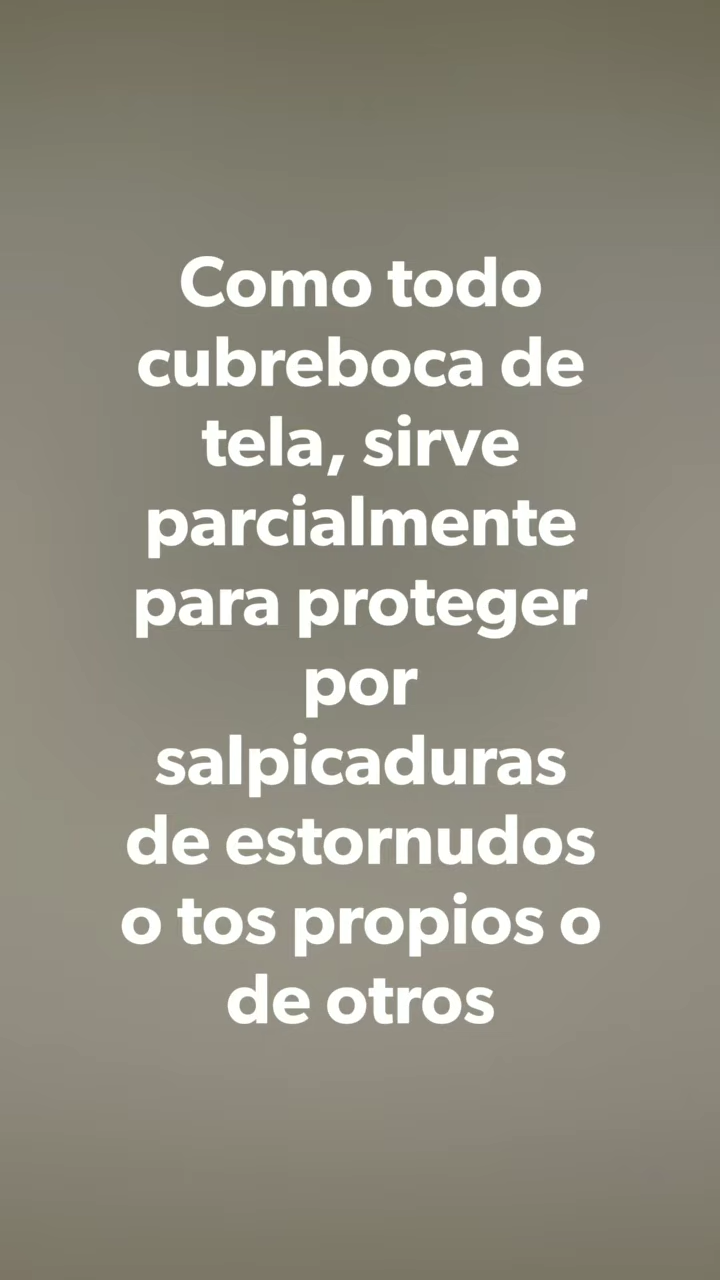 Como todo
cubreboca de
tela, sirve
parcialmente
para proteger
por
salpicaduras
de estornudos
o tos propios o
de otros